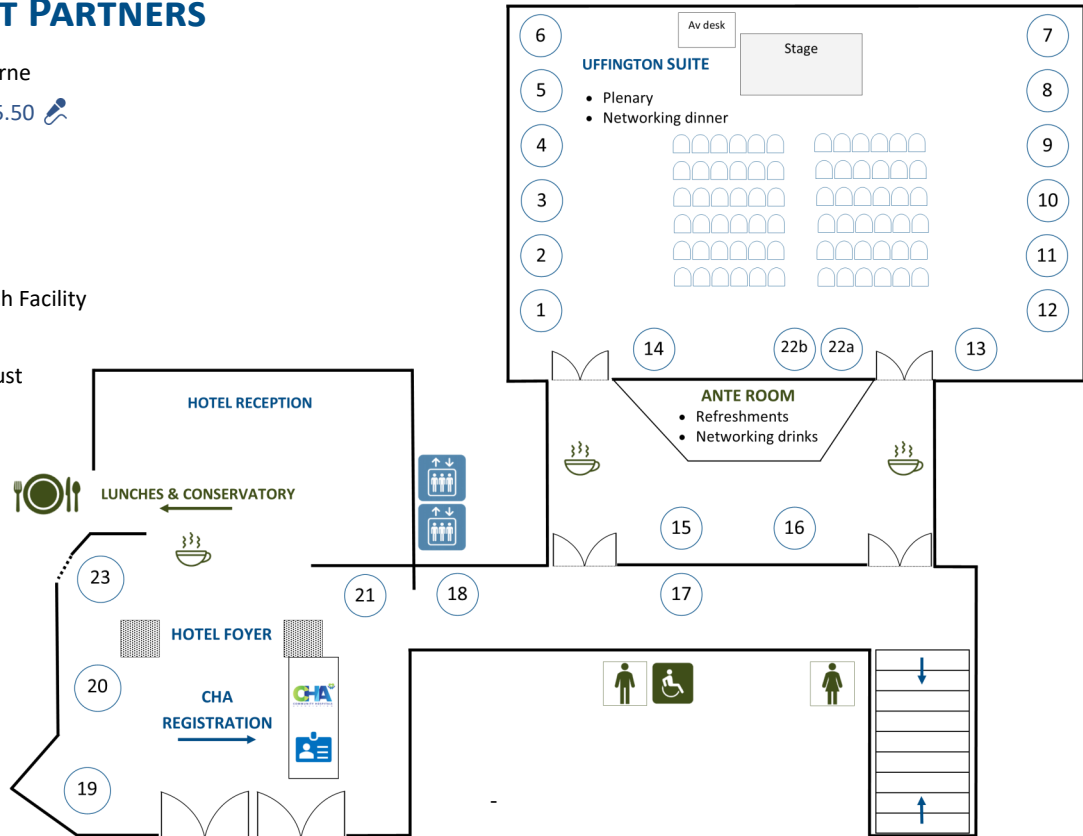 T PARTNERS
rne
5.50
h Facility
ust
Av desk
Stage
UFFINGTON SUITE
• Plenary
• Networking dinner
6
5
4
3
2
1
7
8
9
10
11
12
14
22b
22a
13
ANTE ROOM
• Refreshments
• Networking drinks
HOTEL RECEPTION
LUNCHES & CONSERVATORY
15
16
23
21
18
17
HOTEL FOYER
20
CHA
REGISTRATION
CHA
19
-